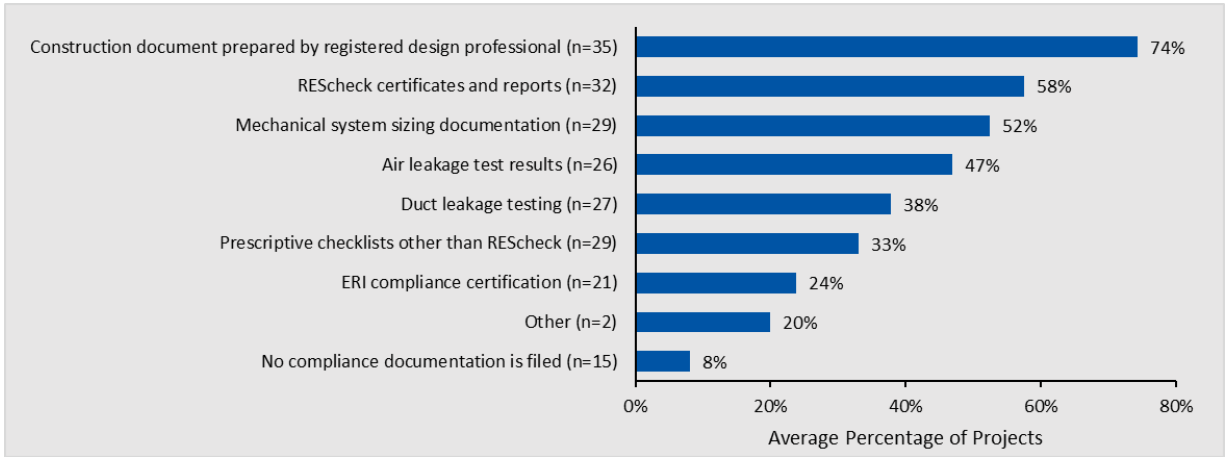 Construction document prepared by registered design professional (n=35) 74%
REScheck certificates and reports (n=32) 58%
Mechanical system sizing documentation (n=29) 52%
Air leakage test results (n=26) 47%
Duct leakage testing (n=27) 38%
Prescriptive checklists other than REScheck (n=29) 33%
ERI compliance certification (n=21) 24%
Other (n=2) 20%
No compliance documentation is filed (n=15) 8%
0% 20% 40% 60% 80%
Average Percentage of Projects